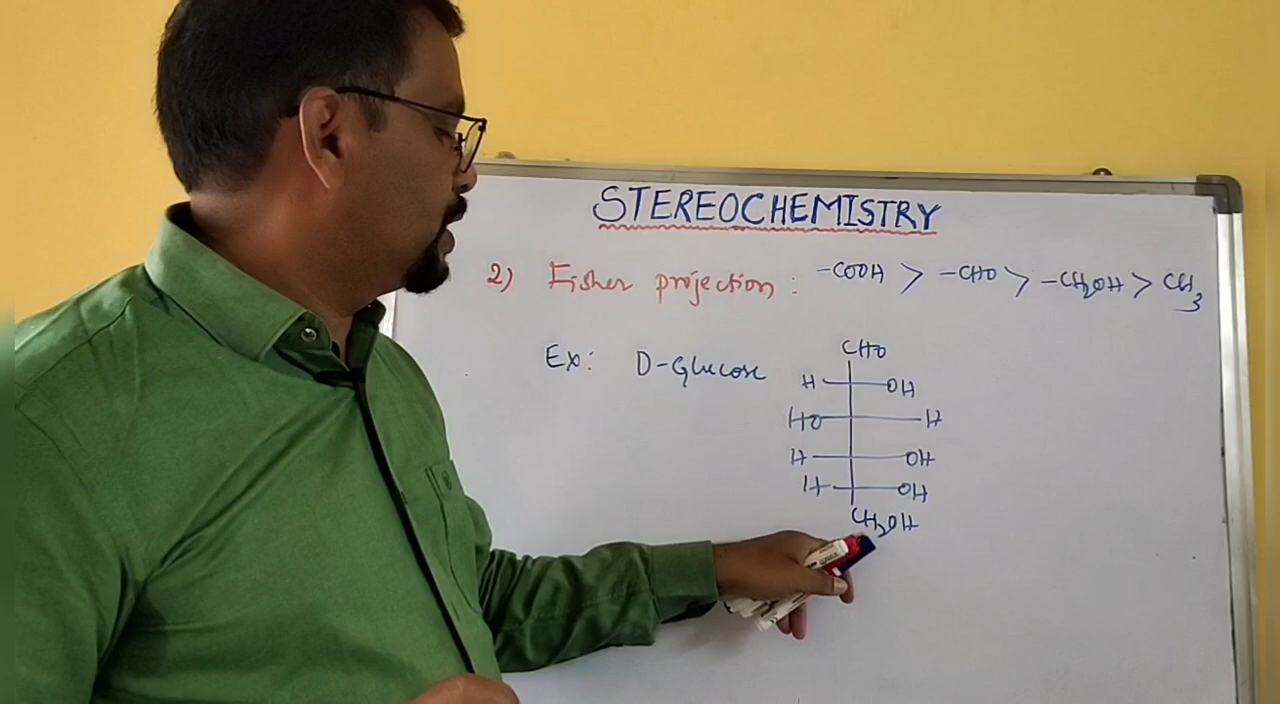 STEREOCHEMISTRY
2) Fisher projection : -COOH > -CHO > -CH2OH > CH3
Ex: D-Glucose
CHO
H OH
HO H
H OH
H OH
CH2OH